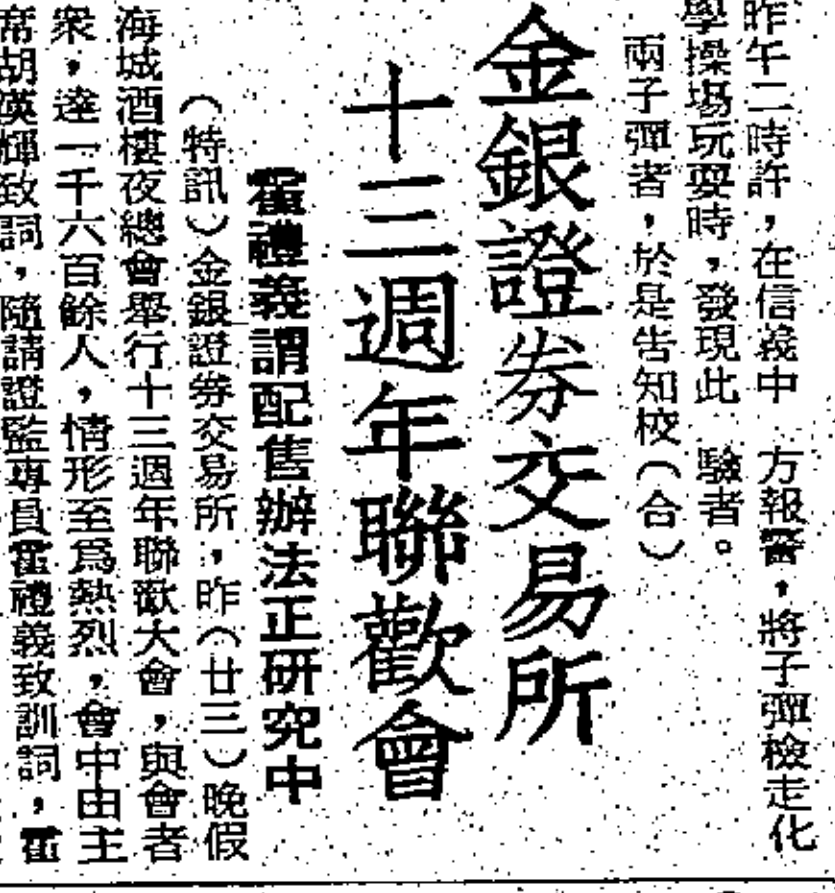 昨午二時許,在信義中
學操場玩耍時,發現此
兩子彈者,於是告知校(合)
方報警,將子彈檢走化
驗者。
金銀證券交易所
十三週年聯歡會
霍禮義謂配售辦法正研究中
(特訊)金銀證券交易所,昨(廿三)晚假
海城酒樓夜總會舉行十三週年聯歡大會,與會者
衆,達一千六百餘人,情形至爲熱烈,會中由主
席胡漢輝致詞,隨請證監專員霍禮義致訓詞,霍